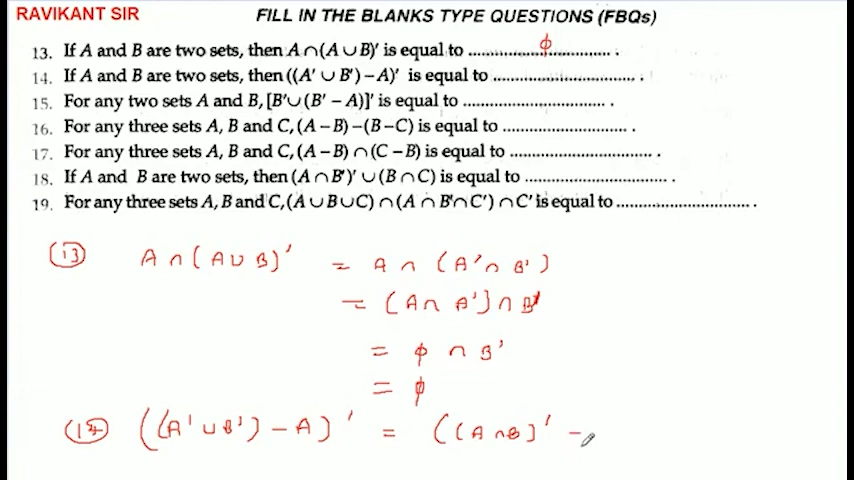 RAVIKANT SIR
FILL IN THE BLANKS TYPE QUESTIONS (FBQs)
13. If A and B are two sets, then A∩(A∪B)′ is equal to ..........ϕ.......... .
14. If A and B are two sets, then ((A′∪B′)−A)′ is equal to .............................. .
15. For any two sets A and B, [B′∪(B′−A)]′ is equal to .............................. .
16. For any three sets A, B and C, (A−B)−(B−C) is equal to .......................... .
17. For any three sets A, B and C, (A−B)∩(C−B) is equal to .............................. .
18. If A and B are two sets, then (A∩B′)′∪(B∩C) is equal to .............................. .
19. For any three sets A, B and C, (A∪B∪C)∩(A∩B′∩C′)∩C′ is equal to .............................. .
(13) A∩(A∪B)′ = A∩(A′∩B′)
= (A∩A′)∩B′
= ϕ∩B′
= ϕ
(14) ((A′∪B′)−A)′ = ((A∩B)′ −